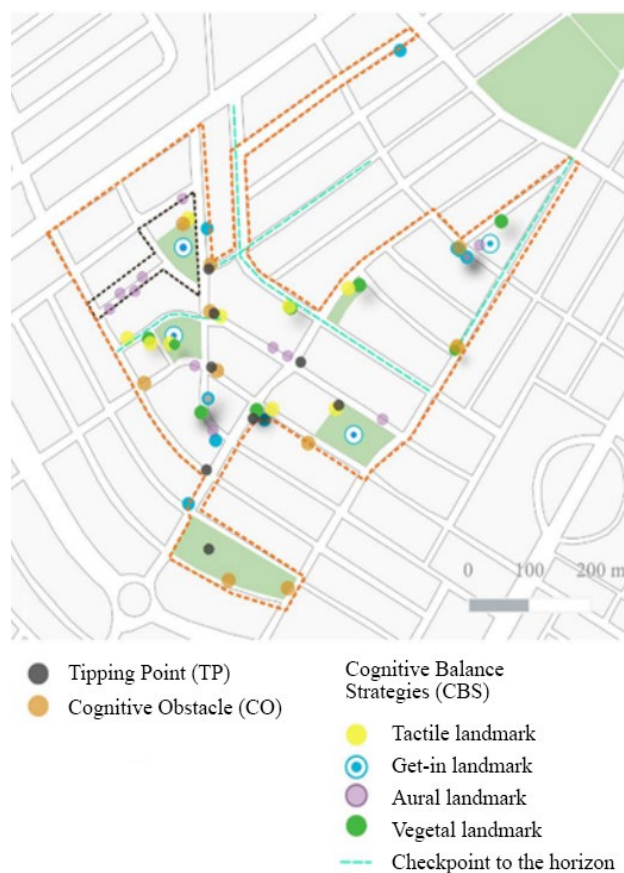 0 100 200 m
Tipping Point (TP)
Cognitive Obstacle (CO)
Cognitive Balance
Strategies (CBS)
Tactile landmark
Get-in landmark
Aural landmark
Vegetal landmark
Checkpoint to the horizon